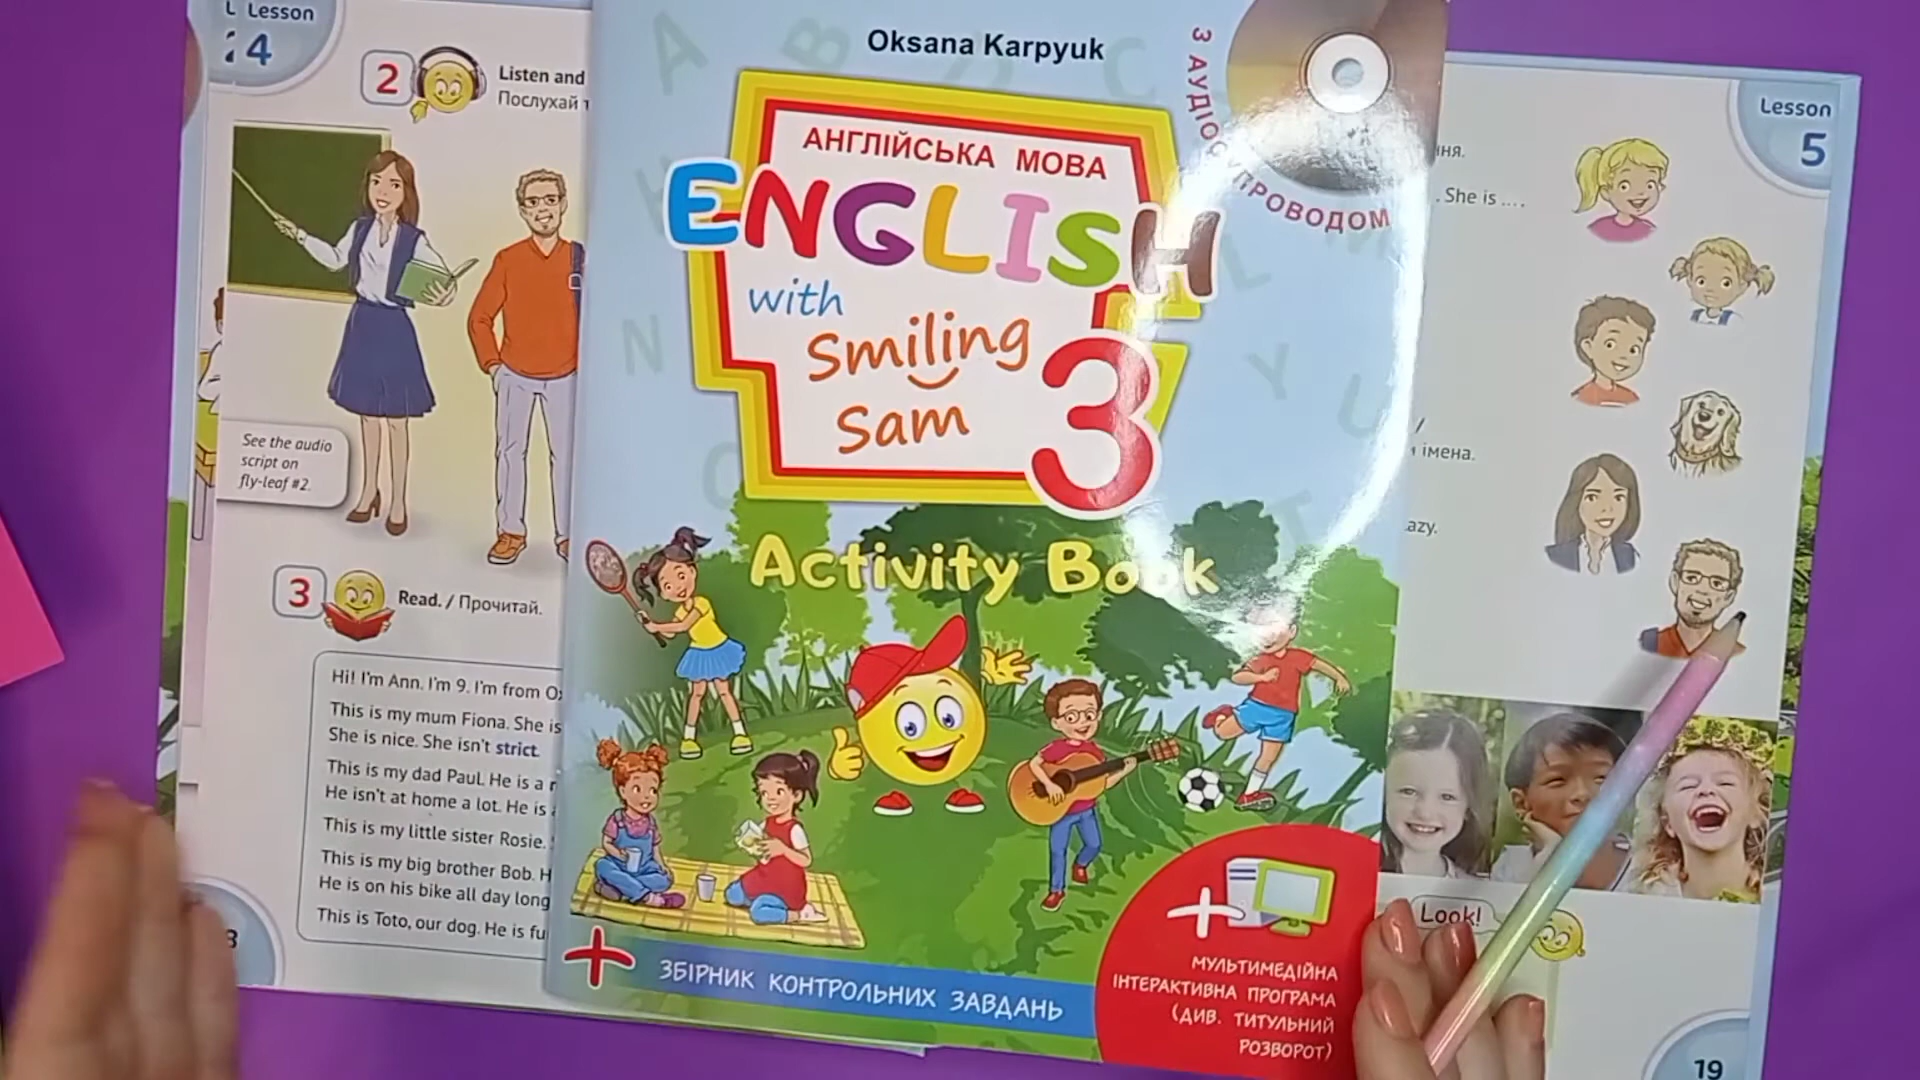 Lesson
4
2
Listen and
Послухай
See the audio
script on
fly-leaf #2.
3
Read. / Прочитай.
Hi! I'm Ann. I'm 9. I'm from
This is my mum Fiona. She is
She is nice. She isn't strict.
This is my dad Paul. He is a
He isn't at home a lot. He is
This is my little sister Rosie.
This is my big brother Bob.
He is on his bike all day long
This is Toto, our dog. He is
Oksana Karpyuk
З АУДІОСУПРОВОДОМ
АНГЛІЙСЬКА МОВА
ENGLISH
with
Smiling
Sam
3
Activity Book
+ ЗБІРНИК КОНТРОЛЬНИХ ЗАВДАНЬ
+
МУЛЬТИМЕДІЙНА
ІНТЕРАКТИВНА ПРОГРАМА
(ДИВ. ТИТУЛЬНИЙ
РОЗВОРОТ)
Lesson
5
. She is ....
/
імена.
Look!
19